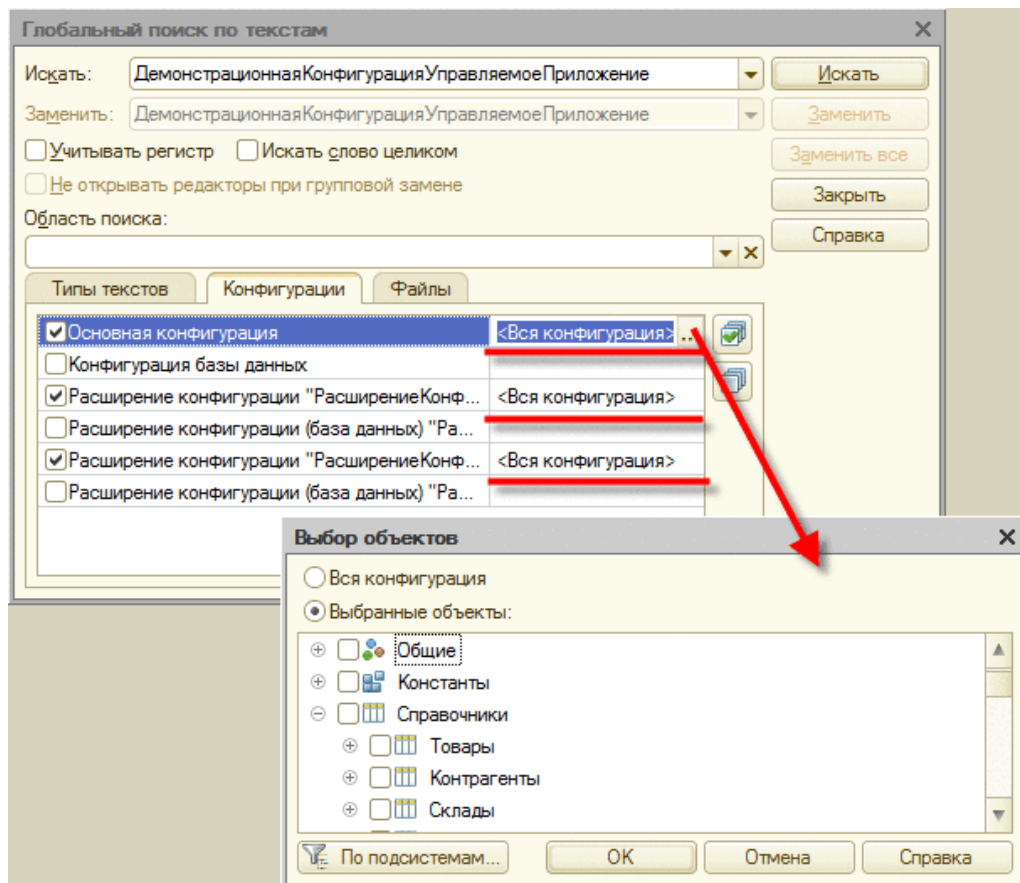 Глобальный поиск по текстам
Искать: ДемонстрационнаяКонфигурацияУправляемоеПриложение Искать
Заменить: ДемонстрационнаяКонфигурацияУправляемоеПриложение Заменить
Учитывать регистр Искать слово целиком Заменить все
Не открывать редакторы при групповой замене
Закрыть
Область поиска:
Справка
Типы текстов Конфигурации Файлы
Основная конфигурация <Вся конфигурация> ...
Конфигурация базы данных
Расширение конфигурации "РасширениеКонф... <Вся конфигурация>
Расширение конфигурации (база данных) "Ра...
Расширение конфигурации "РасширениеКонф... <Вся конфигурация>
Расширение конфигурации (база данных) "Ра...
Выбор объектов
Вся конфигурация
Выбранные объекты:
Общие
Константы
Справочники
Товары
Контрагенты
Склады
По подсистемам... ОК Отмена Справка